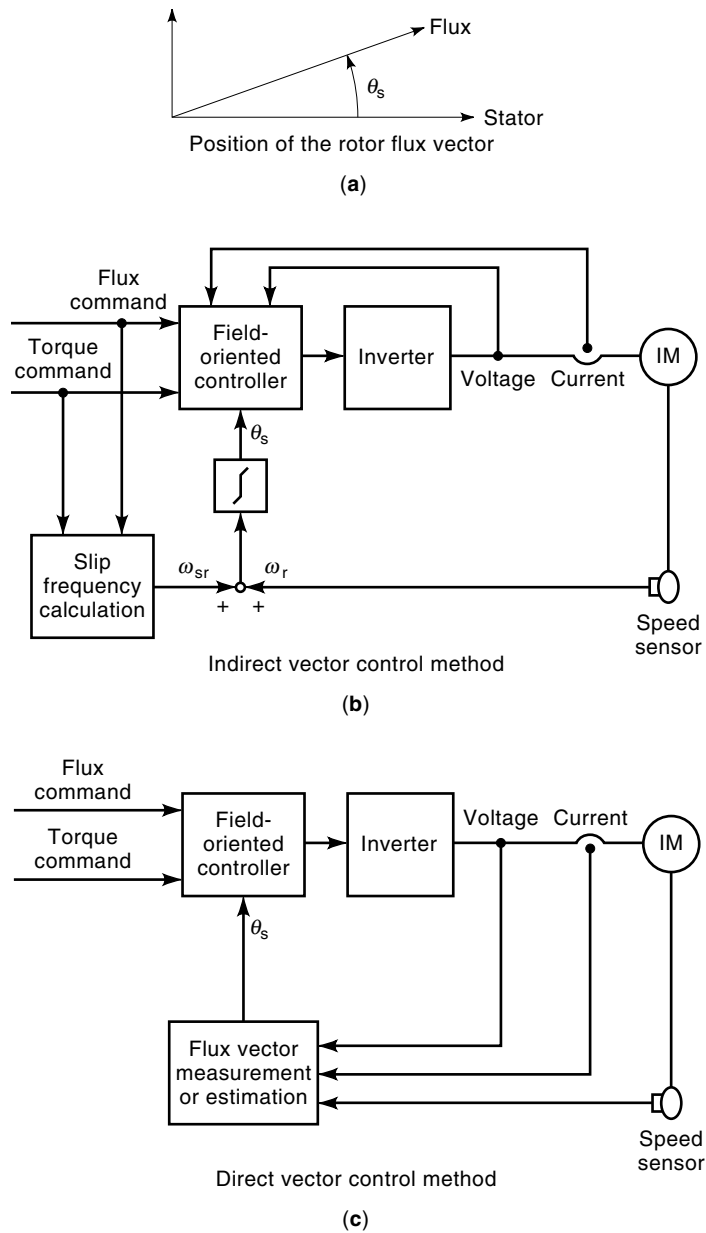 Flux
θs
Stator
Position of the rotor flux vector
(a)
Flux
command
Torque
command
Field-
oriented
controller
Inverter
Voltage
Current
IM
θs
∫
Slip
frequency
calculation
ωsr
ωr
+
+
Speed
sensor
Indirect vector control method
(b)
Flux
command
Torque
command
Field-
oriented
controller
Inverter
Voltage
Current
IM
θs
Flux vector
measurement
or estimation
Speed
sensor
Direct vector control method
(c)